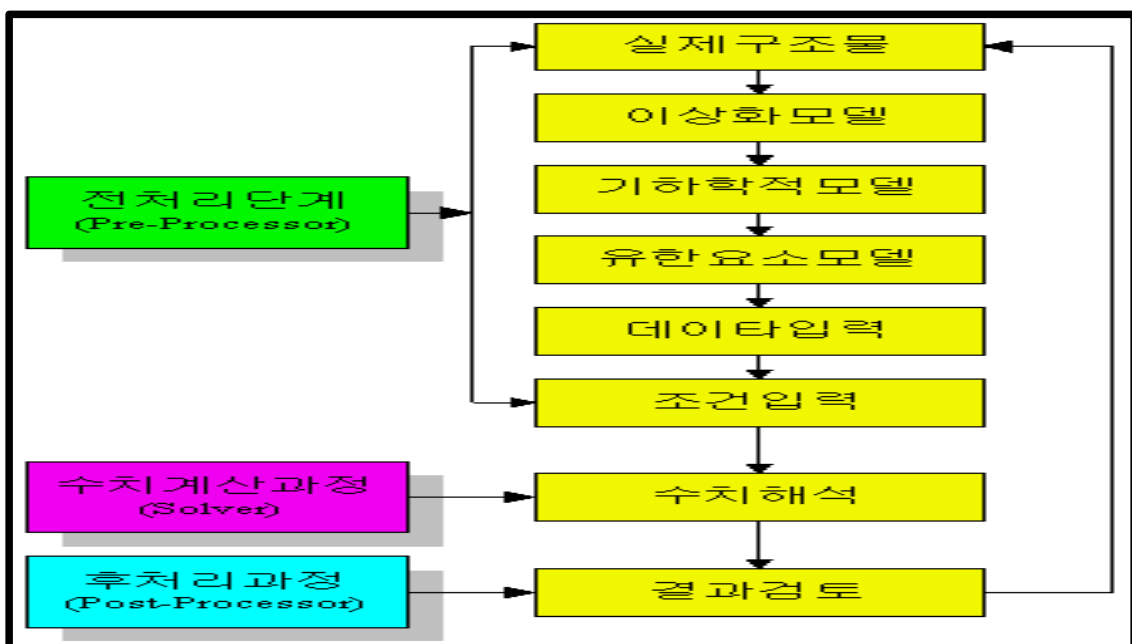 실제구조물
이상화모델
기하학적모델
전처리단계
(Pre-Processor)
유한요소모델
데이타입력
조건입력
수치계산과정
(Solver)
수치해석
후처리과정
(Post-Processor)
결과검토